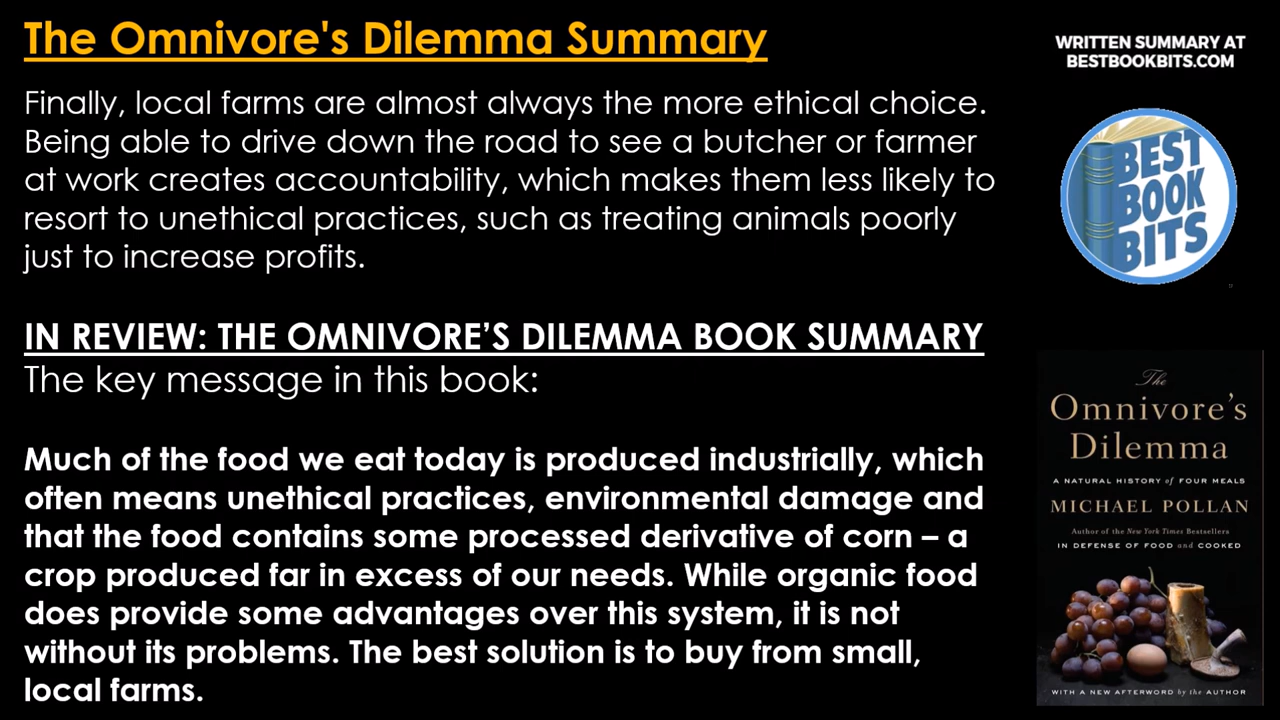 The Omnivore's Dilemma Summary
WRITTEN SUMMARY AT
BESTBOOKBITS.COM
Finally, local farms are almost always the more ethical choice.
Being able to drive down the road to see a butcher or farmer
at work creates accountability, which makes them less likely to
resort to unethical practices, such as treating animals poorly
just to increase profits.
BEST
BOOK
BITS
IN REVIEW: THE OMNIVORE’S DILEMMA BOOK SUMMARY
The key message in this book:
Much of the food we eat today is produced industrially, which
often means unethical practices, environmental damage and
that the food contains some processed derivative of corn – a
crop produced far in excess of our needs. While organic food
does provide some advantages over this system, it is not
without its problems. The best solution is to buy from small,
local farms.
The
Omnivore's
Dilemma
A NATURAL HISTORY of FOUR MEALS
MICHAEL POLLAN
Author of the New York Times Bestsellers
IN DEFENSE OF FOOD and COOKED
WITH A NEW AFTERWORD by the AUTHOR